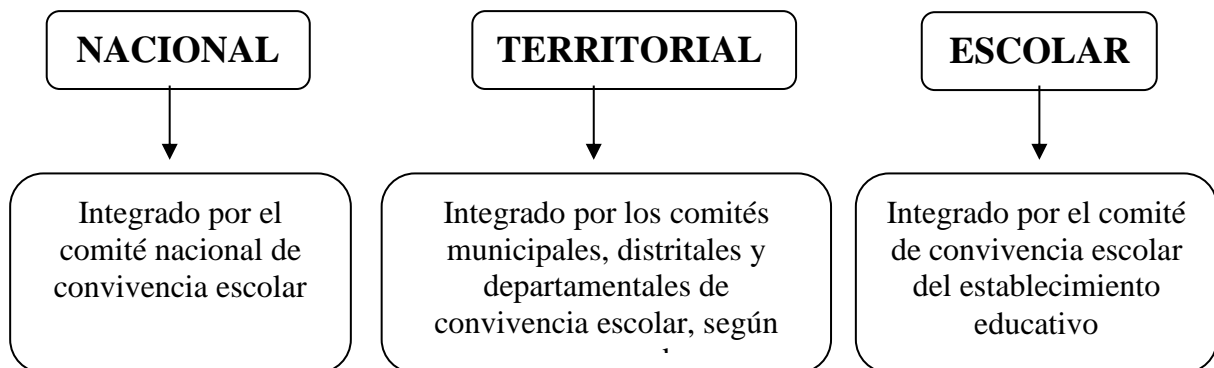 NACIONAL
TERRITORIAL
ESCOLAR
Integrado por el
comité nacional de
convivencia escolar
Integrado por los comités
municipales, distritales y
departamentales de
convivencia escolar, según
Integrado por el comité
de convivencia escolar
del establecimiento
educativo